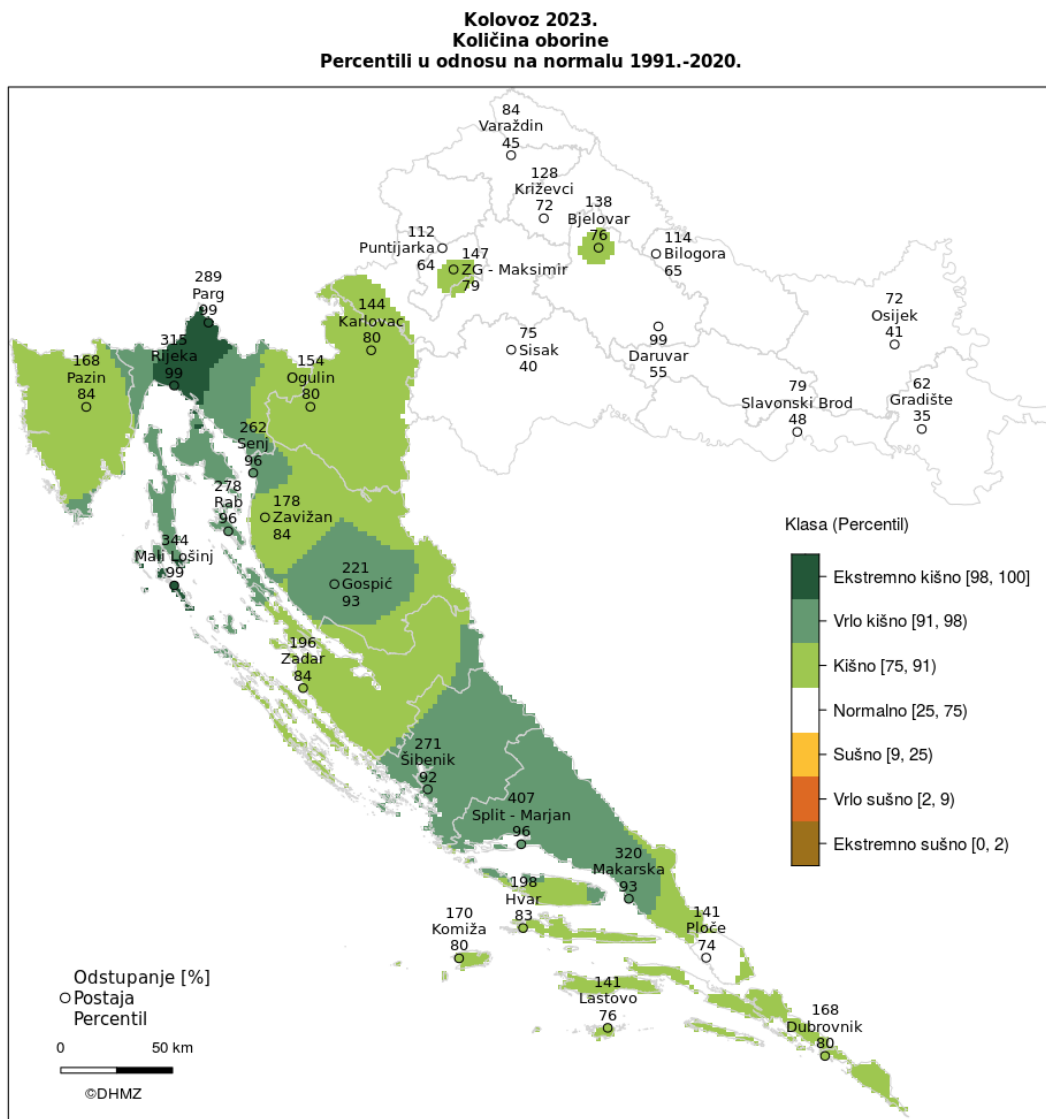 Kolovoz 2023.
Količina oborine
Percentili u odnosu na normalu 1991.-2020.
84
Varaždin
45
128
Križevci
72
138
Bjelovar
76
112
Puntijarka
64
147
ZG - Maksimir
79
114
Bilogora
65
289
Parg
99
144
Karlovac
80
315
Rijeka
99
72
Osijek
41
75
Sisak
40
99
Daruvar
55
168
Pazin
84
154
Ogulin
80
79
Slavonski Brod
48
62
Gradište
35
262
Senj
96
278
Rab
96
178
Zavižan
84
344
Mali Lošinj
99
221
Gospić
93
196
Zadar
84
271
Šibenik
92
407
Split - Marjan
96
320
Makarska
93
198
Hvar
83
170
Komiža
80
141
Ploče
74
141
Lastovo
76
168
Dubrovnik
80
Klasa (Percentil)
Ekstremno kišno [98, 100]
Vrlo kišno [91, 98)
Kišno [75, 91)
Normalno [25, 75)
Sušno [9, 25)
Vrlo sušno [2, 9)
Ekstremno sušno [0, 2)
Odstupanje [%]
Postaja
Percentil
0 50 km
©DHMZ